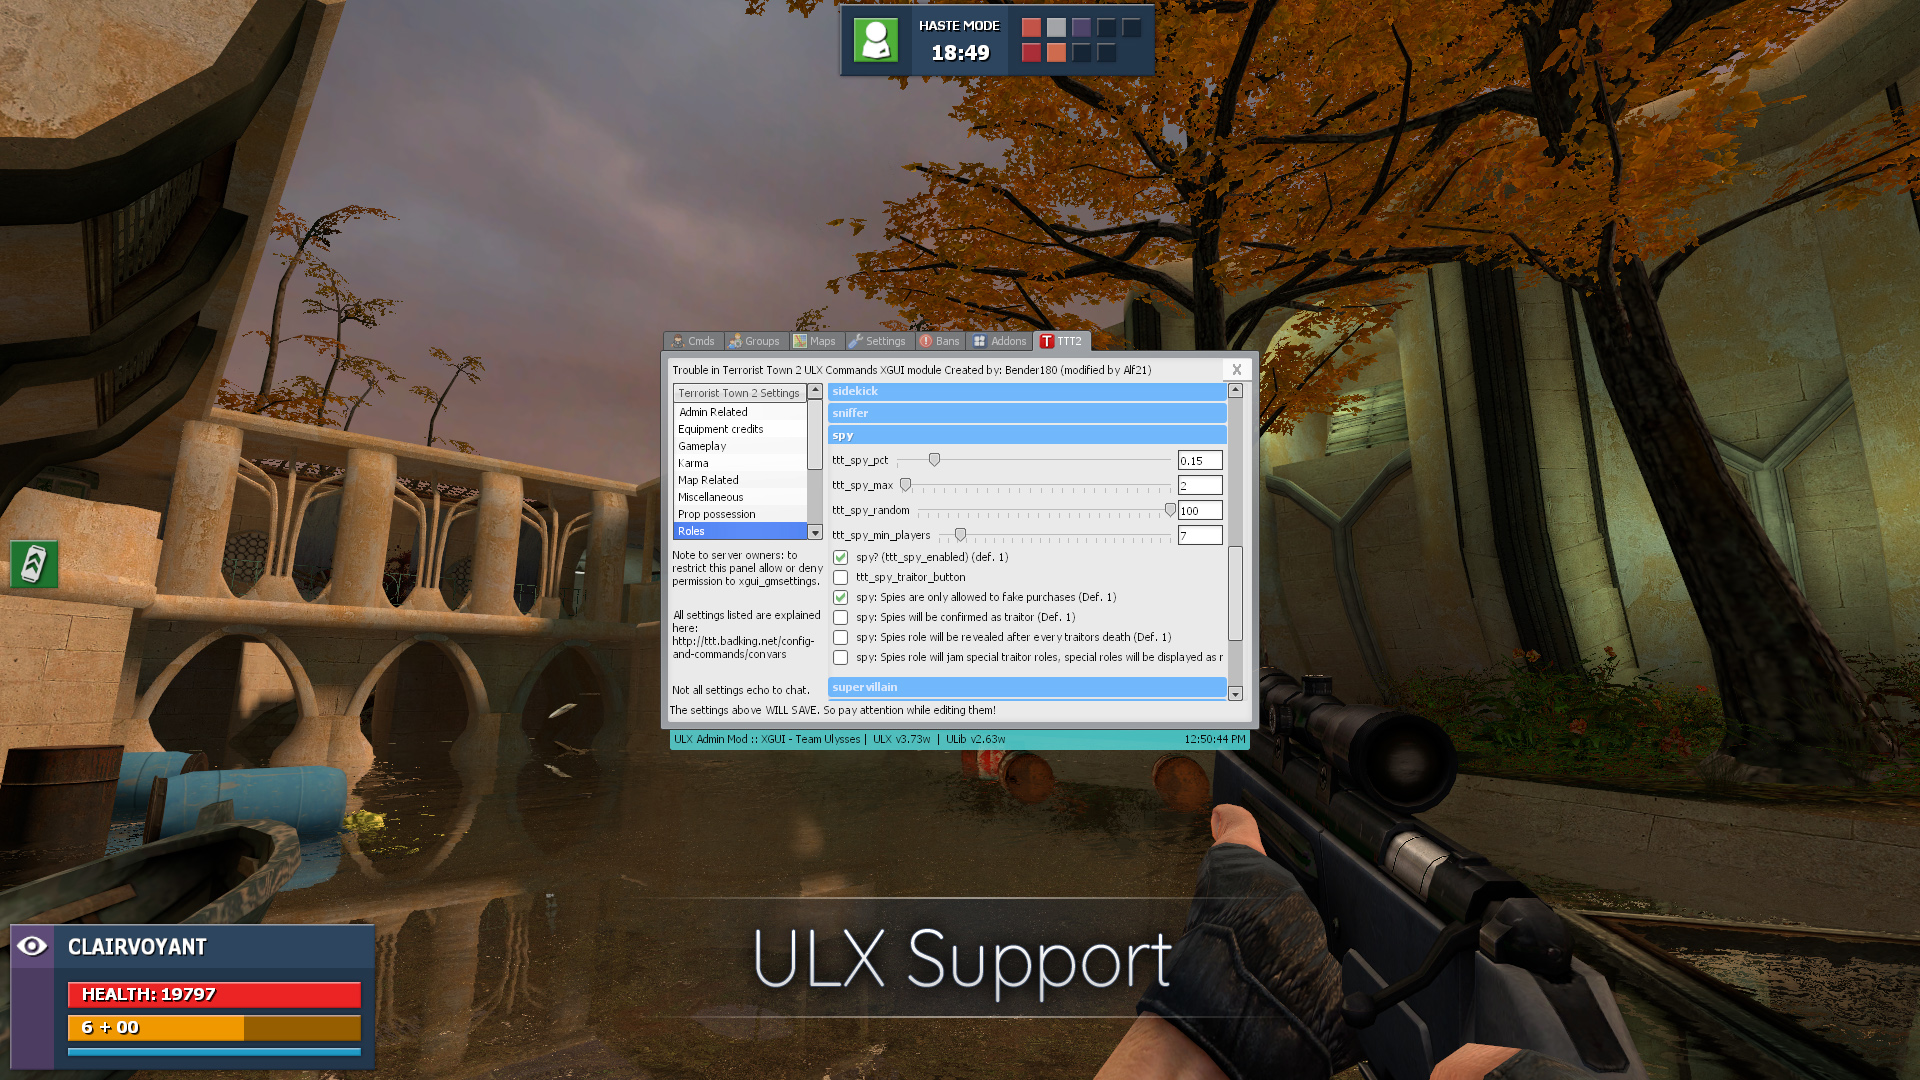 HASTE MODE
18:49
Cmds Groups Maps Settings Bans Addons TTT2
Trouble in Terrorist Town 2 ULX Commands XGUI module Created by: Bender180 (modified by Alf21)
X
Terrorist Town 2 Settings
Admin Related
Equipment credits
Gameplay
Karma
Map Related
Miscellaneous
Prop possession
Roles
Note to server owners: to
restrict this panel allow or deny
permission to xgui_gmsettings.
All settings listed are explained
here:
http://ttt.badking.net/config-
and-commands/convars
Not all settings echo to chat.
sidekick
sniffer
spy
ttt_spy_pct 0.15
ttt_spy_max 2
ttt_spy_random 100
ttt_spy_min_players 7
spy? (ttt_spy_enabled) (def. 1)
ttt_spy_traitor_button
spy: Spies are only allowed to fake purchases (Def. 1)
spy: Spies will be confirmed as traitor (Def. 1)
spy: Spies role will be revealed after every traitors death (Def. 1)
spy: Spies role will jam special traitor roles, special roles will be displayed as r
supervillain
The settings above WILL SAVE. So pay attention while editing them!
ULX Admin Mod :: XGUI - Team Ulysses | ULX v3.73w | ULib v2.63w 12:50:44 PM
ULX Support
CLAIRVOYANT
HEALTH: 19797
6 + 00